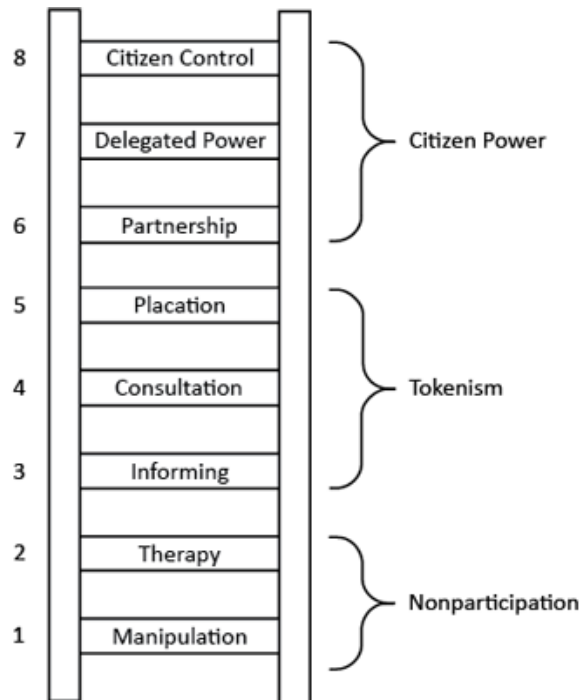 8 Citizen Control
7 Delegated Power Citizen Power
6 Partnership
5 Placation
4 Consultation Tokenism
3 Informing
2 Therapy
Nonparticipation
1 Manipulation